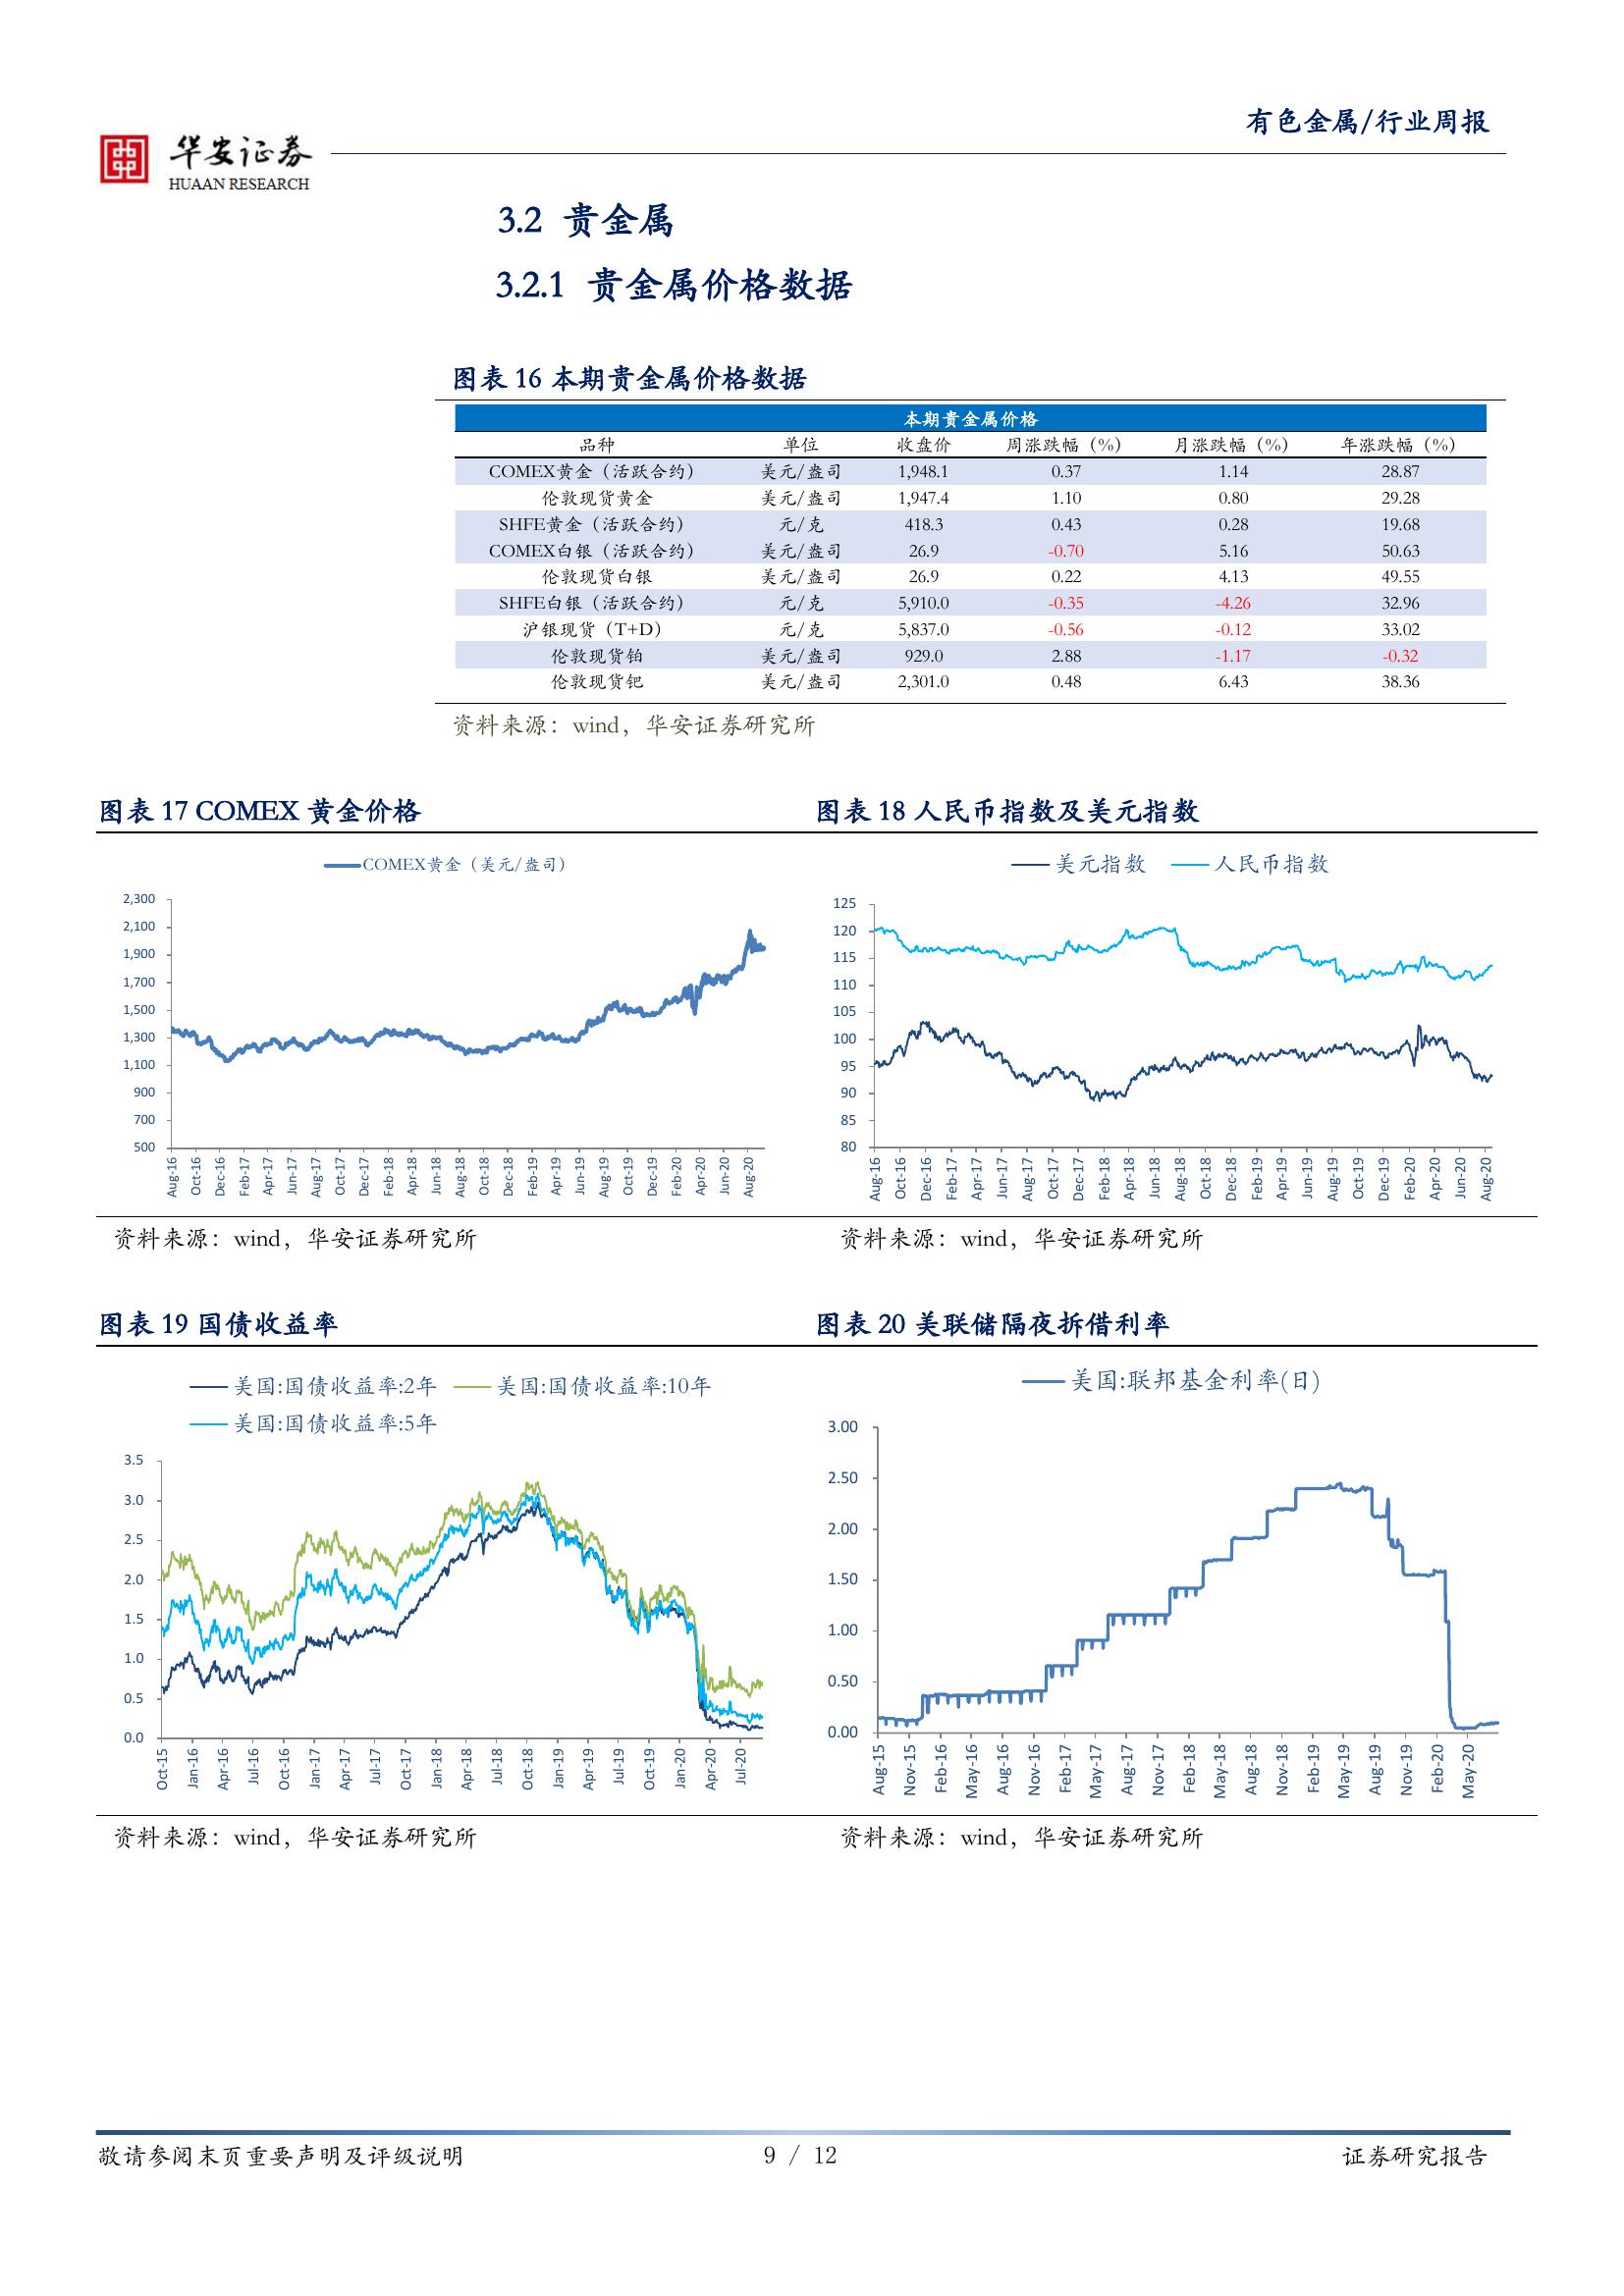 有色金属/行业周报
华安证券
HUAAN RESEARCH
3.2 贵金属
3.2.1 贵金属价格数据
图表 16 本期贵金属价格数据
本期贵金属价格
品种 单位 收盘价 周涨跌幅（%） 月涨跌幅（%） 年涨跌幅（%）
COMEX黄金（活跃合约） 美元/盎司 1,948.1 0.37 1.14 28.87
伦敦现货黄金 美元/盎司 1,947.4 1.10 0.80 29.28
SHFE黄金（活跃合约） 元/克 418.3 0.43 0.28 19.68
COMEX白银（活跃合约） 美元/盎司 26.9 -0.70 5.16 50.63
伦敦现货白银 美元/盎司 26.9 0.22 4.13 49.55
SHFE白银（活跃合约） 元/克 5,910.0 -0.35 -4.26 32.96
沪银现货（T+D） 元/克 5,837.0 -0.56 -0.12 33.02
伦敦现货铂 美元/盎司 929.0 2.88 -1.17 -0.32
伦敦现货钯 美元/盎司 2,301.0 0.48 6.43 38.36
资料来源：wind，华安证券研究所
图表 17 COMEX 黄金价格
COMEX黄金（美元/盎司）
2,300
2,100
1,900
1,700
1,500
1,300
1,100
900
700
500
Aug-16 Oct-16 Dec-16 Feb-17 Apr-17 Jun-17 Aug-17 Oct-17 Dec-17 Feb-18 Apr-18 Jun-18 Aug-18 Oct-18 Dec-18 Feb-19 Apr-19 Jun-19 Aug-19 Oct-19 Dec-19 Feb-20 Apr-20 Jun-20 Aug-20
资料来源：wind，华安证券研究所
图表 18 人民币指数及美元指数
美元指数 人民币指数
125
120
115
110
105
100
95
90
85
80
Aug-16 Oct-16 Dec-16 Feb-17 Apr-17 Jun-17 Aug-17 Oct-17 Dec-17 Feb-18 Apr-18 Jun-18 Aug-18 Oct-18 Dec-18 Feb-19 Apr-19 Jun-19 Aug-19 Oct-19 Dec-19 Feb-20 Apr-20 Jun-20 Aug-20
资料来源：wind，华安证券研究所
图表 19 国债收益率
美国:国债收益率:2年 美国:国债收益率:10年
美国:国债收益率:5年
3.5
3.0
2.5
2.0
1.5
1.0
0.5
0.0
Oct-15 Jan-16 Apr-16 Jul-16 Oct-16 Jan-17 Apr-17 Jul-17 Oct-17 Jan-18 Apr-18 Jul-18 Oct-18 Jan-19 Apr-19 Jul-19 Oct-19 Jan-20 Apr-20 Jul-20
资料来源：wind，华安证券研究所
图表 20 美联储隔夜拆借利率
美国:联邦基金利率(日)
3.00
2.50
2.00
1.50
1.00
0.50
0.00
Aug-15 Nov-15 Feb-16 May-16 Aug-16 Nov-16 Feb-17 May-17 Aug-17 Nov-17 Feb-18 May-18 Aug-18 Nov-18 Feb-19 May-19 Aug-19 Nov-19 Feb-20 May-20
资料来源：wind，华安证券研究所
敬请参阅末页重要声明及评级说明 9 / 12 证券研究报告